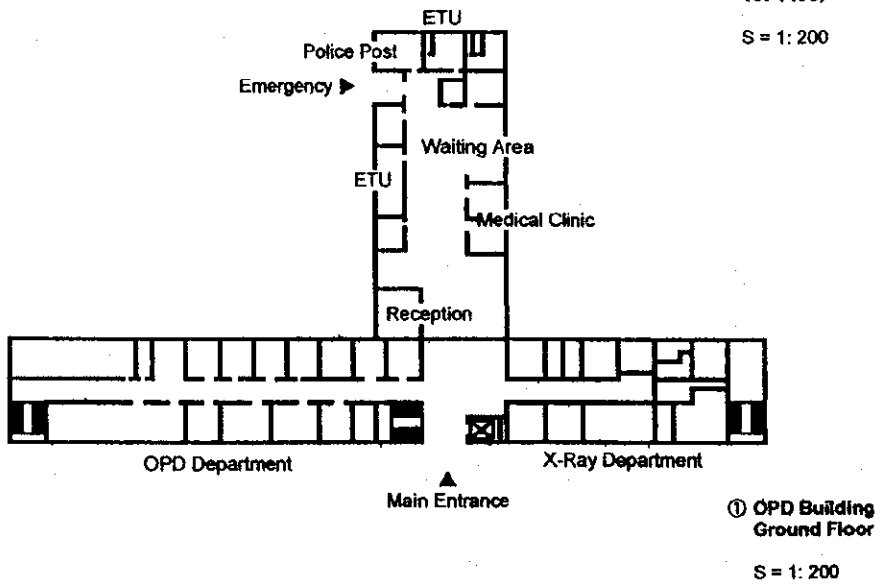 ETU
S = 1: 200
Police Post
Emergency
Waiting Area
ETU
Medical Clinic
Reception
OPD Department
X-Ray Department
Main Entrance
① OPD Building
Ground Floor
S = 1: 200